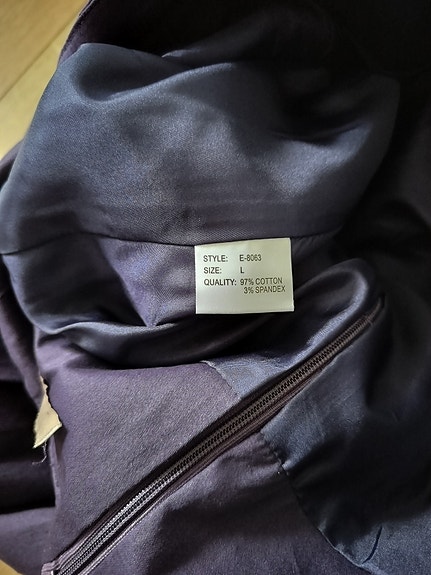 STYLE: E-8063
SIZE: L
QUALITY: 97% COTTON
3% SPANDEX